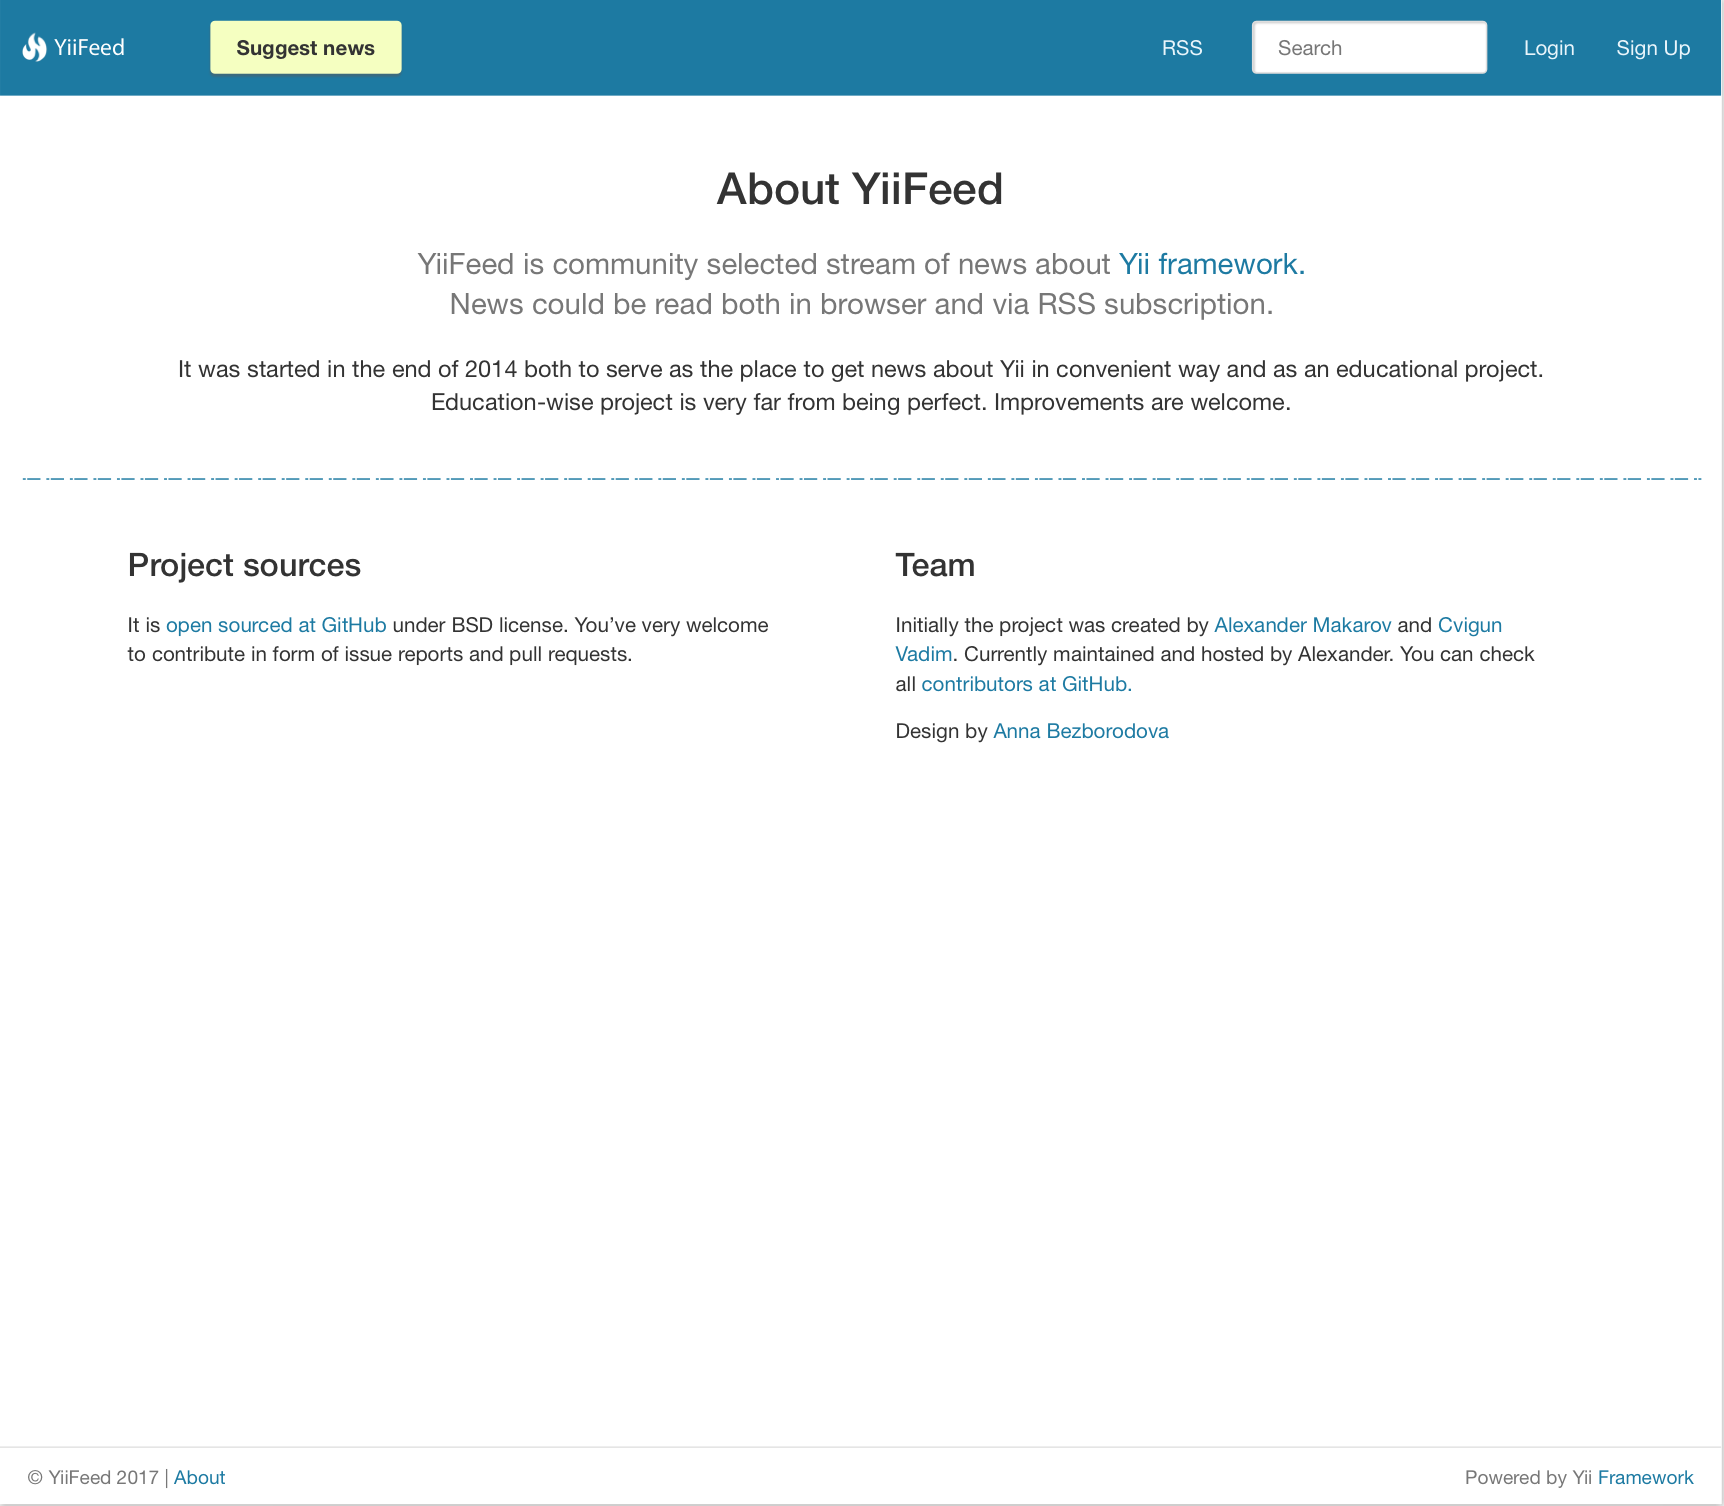 YiiFeed
Suggest news
RSS
Search
Login
Sign Up
About YiiFeed
YiiFeed is community selected stream of news about Yii framework.
News could be read both in browser and via RSS subscription.
It was started in the end of 2014 both to serve as the place to get news about Yii in convenient way and as an educational project.
Education-wise project is very far from being perfect. Improvements are welcome.
Project sources
It is open sourced at GitHub under BSD license. You’ve very welcome
to contribute in form of issue reports and pull requests.
Team
Initially the project was created by Alexander Makarov and Cvigun
Vadim. Currently maintained and hosted by Alexander. You can check
all contributors at GitHub.
Design by Anna Bezborodova
© YiiFeed 2017 | About
Powered by Yii Framework